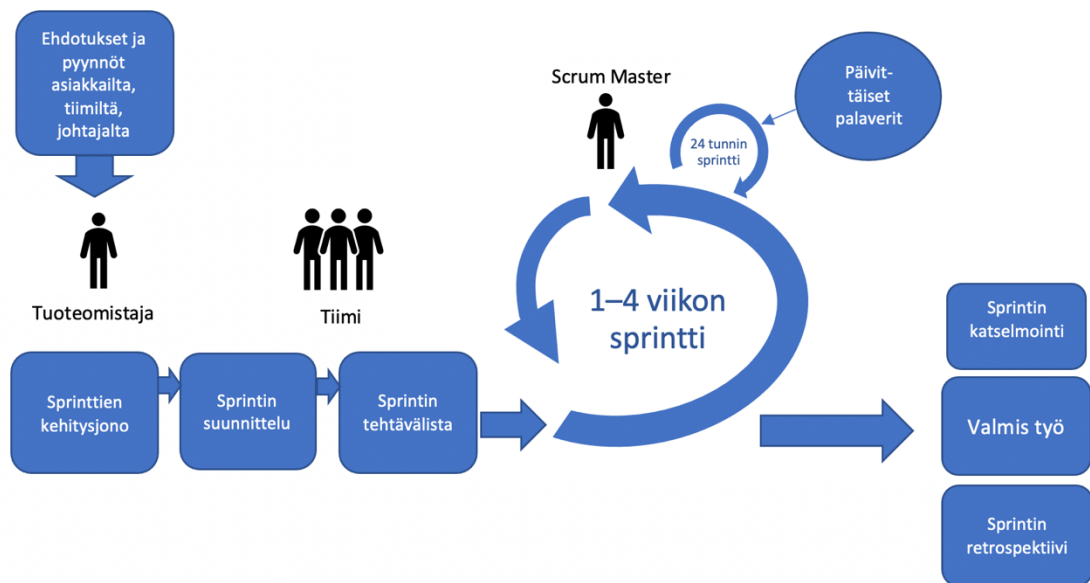 Ehdotukset ja
pyynnöt
asiakkailta,
tiimiltä,
johtajalta
Scrum Master
Päivit-
täiset
palaverit
24 tunnin
sprintti
Tuoteomistaja
Tiimi
1–4 viikon
sprintti
Sprinttien
kehitysjono
Sprintin
suunnittelu
Sprintin
tehtävälista
Sprintin
katselmointi
Valmis työ
Sprintin
retrospektiivi